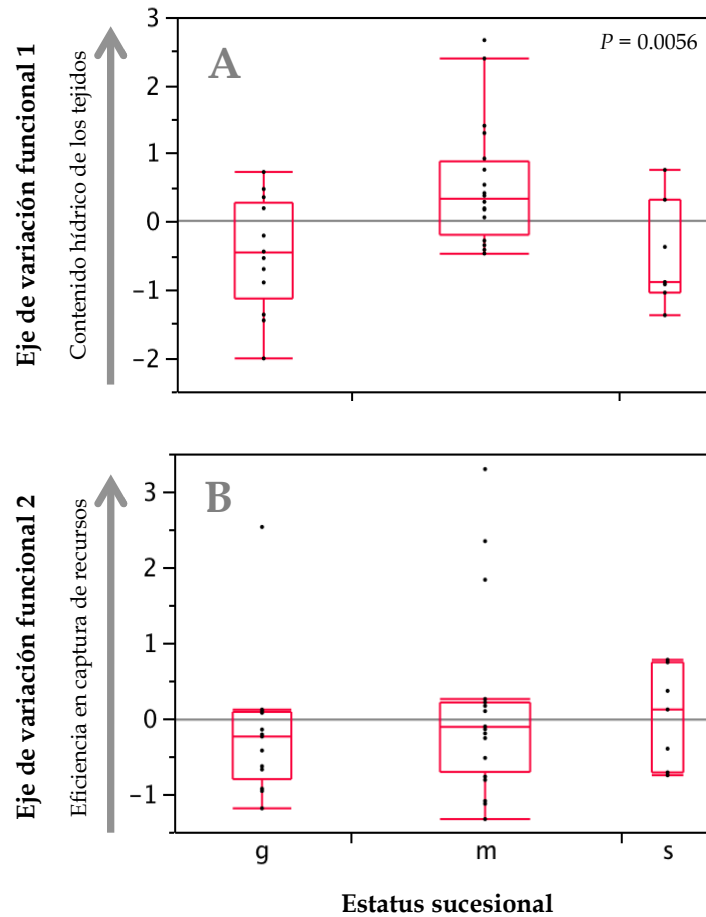 Eje de variación funcional 1
Contenido hídrico de los tejidos
3
2
1
0
−1
−2
A
P = 0.0056
Eje de variación funcional 2
Eficiencia en captura de recursos
3
2
1
0
−1
B
g m s
Estatus sucesional